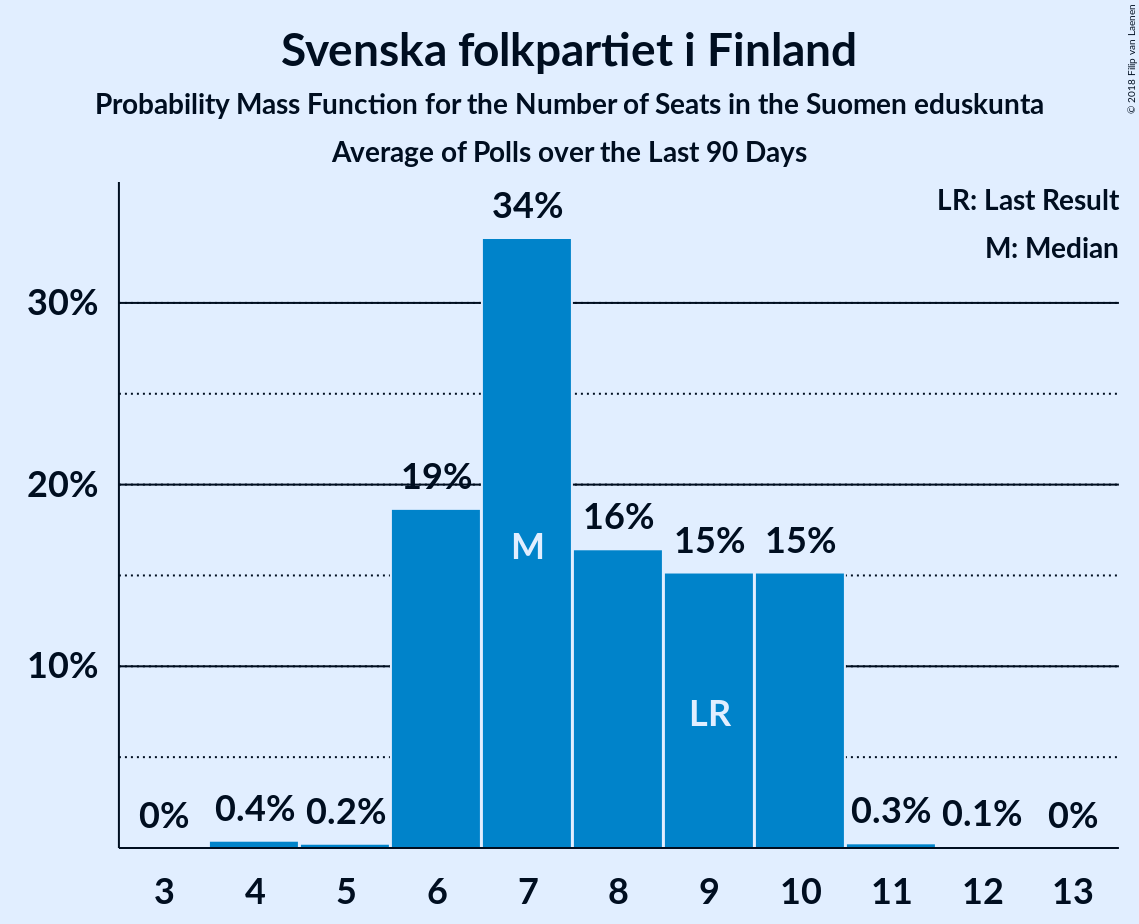 Svenska folkpartiet i Finland
Probability Mass Function for the Number of Seats in the Suomen eduskunta
Average of Polls over the Last 90 Days
© 2018 Filip van Laenen
LR: Last Result
M: Median
34%
30%
19%
20%
16%
15% 15%
M
10%
LR
0% 0.4% 0.2% 0.3% 0.1% 0%
3 4 5 6 7 8 9 10 11 12 13